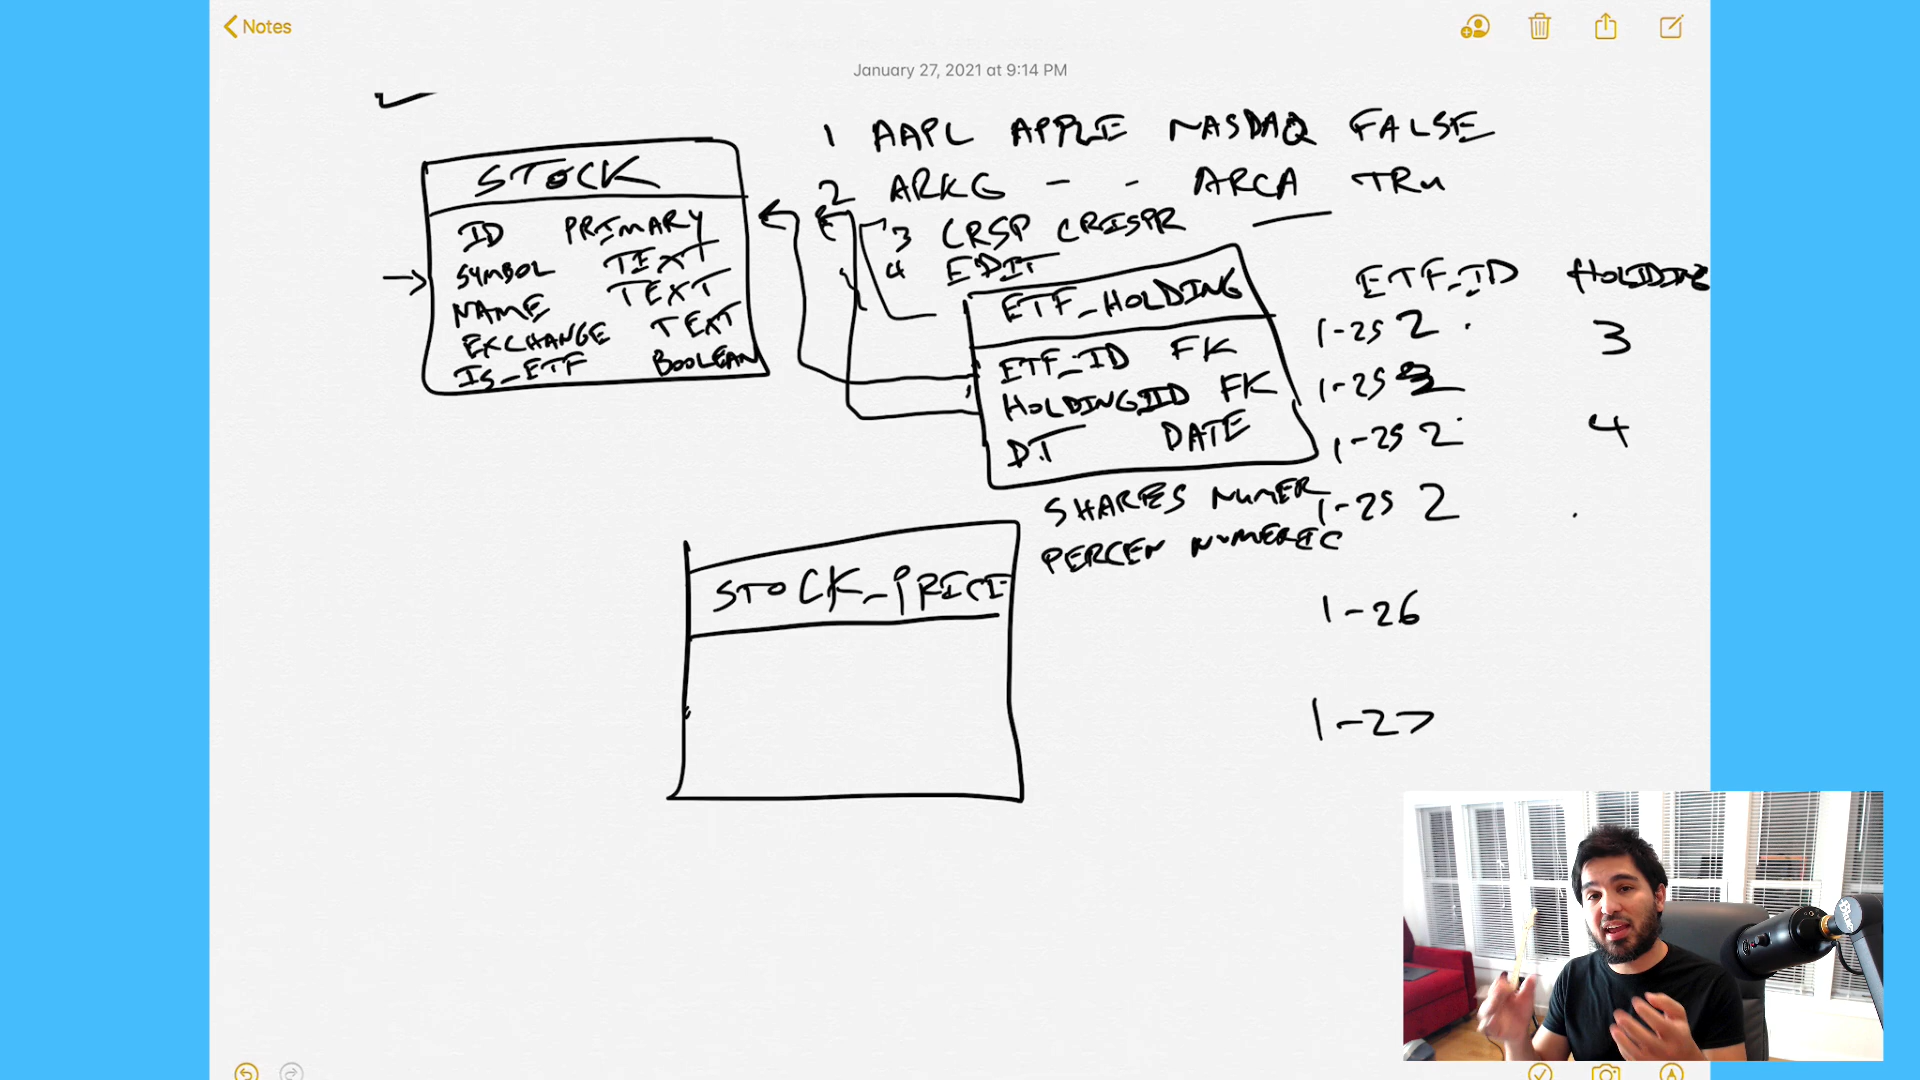 Notes
January 27, 2021 at 9:14 PM
1 AAPL APPLE NASDAQ FALSE
2 ARKG - - ARCA TRU
3 CRSP CRISPR
4 EDIT
STOCK
ID PRIMARY
SYMBOL TEXT
NAME TEXT
EXCHANGE TEXT
IS_ETF BOOLEAN
ETF_HOLDING
ETF_ID FK
HOLDING_ID FK
DT DATE
SHARES NUMER
PERCEN NUMERIC
ETF_ID HOLDING
1-25 2 3
1-25 2
1-25 2 4
1-25 2
1-26
1-27
STOCK_PRICE